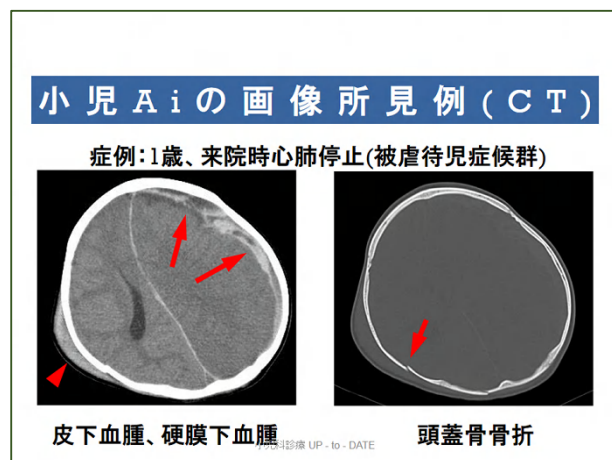 小児Aiの画像所見例(CT)
症例：1歳、来院時心肺停止(被虐待児症候群)
皮下血腫、硬膜下血腫
頭蓋骨骨折
小児科診療 UP - to - DATE